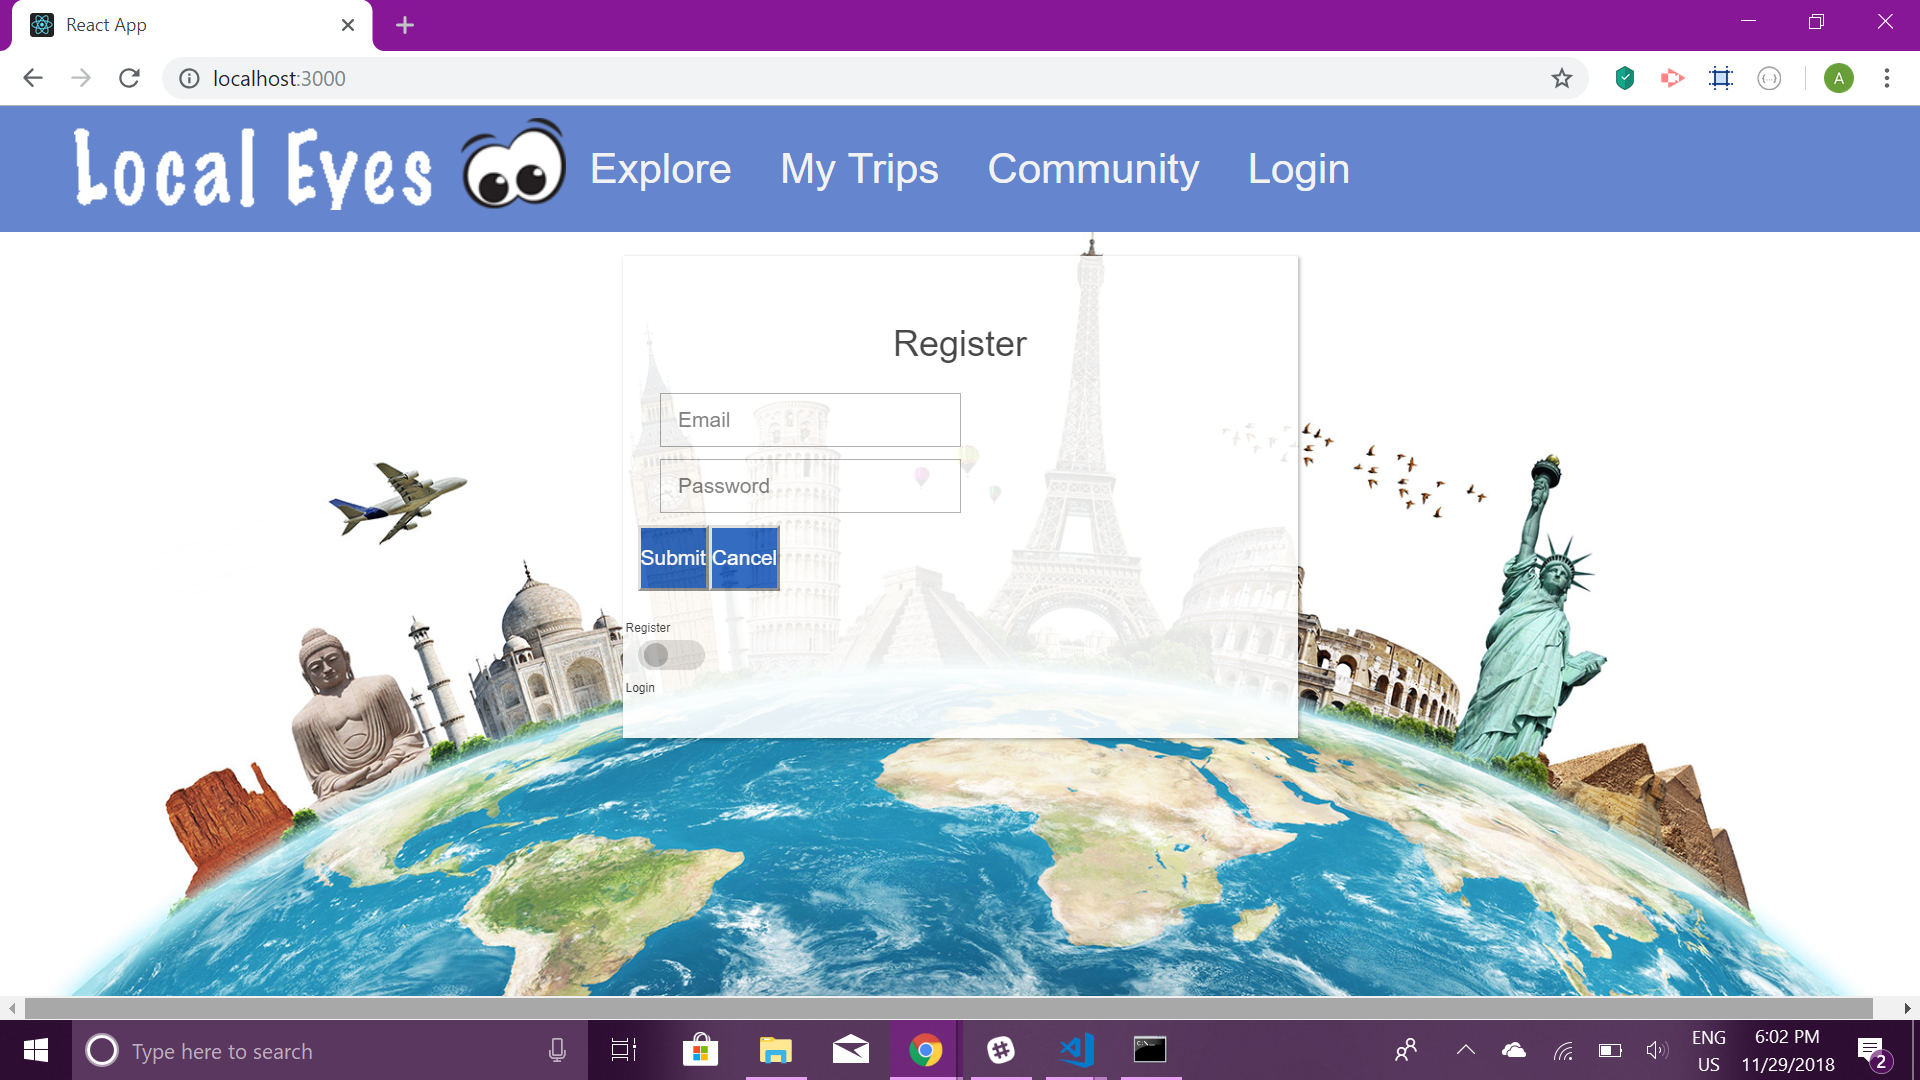 React App
localhost:3000
A
Local Eyes Explore My Trips Community Login
Register
Email
Password
Submit Cancel
Register
Login
Type here to search
ENG 6:02 PM
US 11/29/2018
2